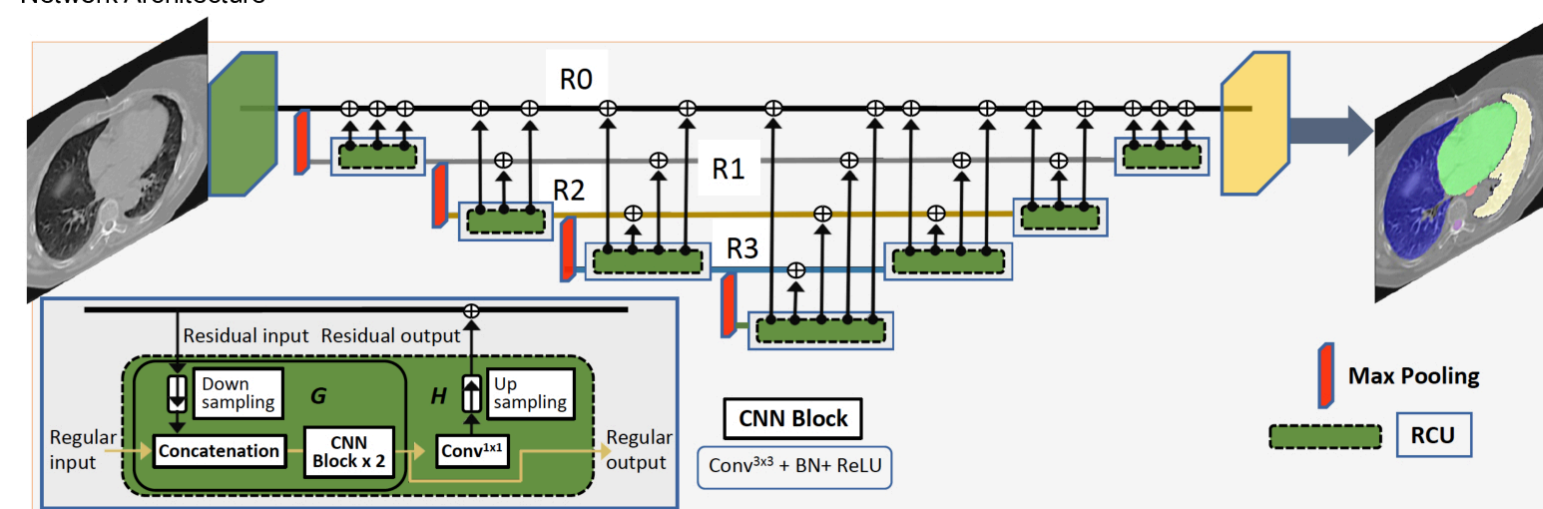 Network Architecture
R0
R1
R2
R3
Residual input Residual output
Down
sampling
G
H
Up
sampling
Regular
input
Concatenation
CNN
Block x 2
Conv1x1
Regular
output
CNN Block
Conv3x3 + BN+ ReLU
Max Pooling
RCU